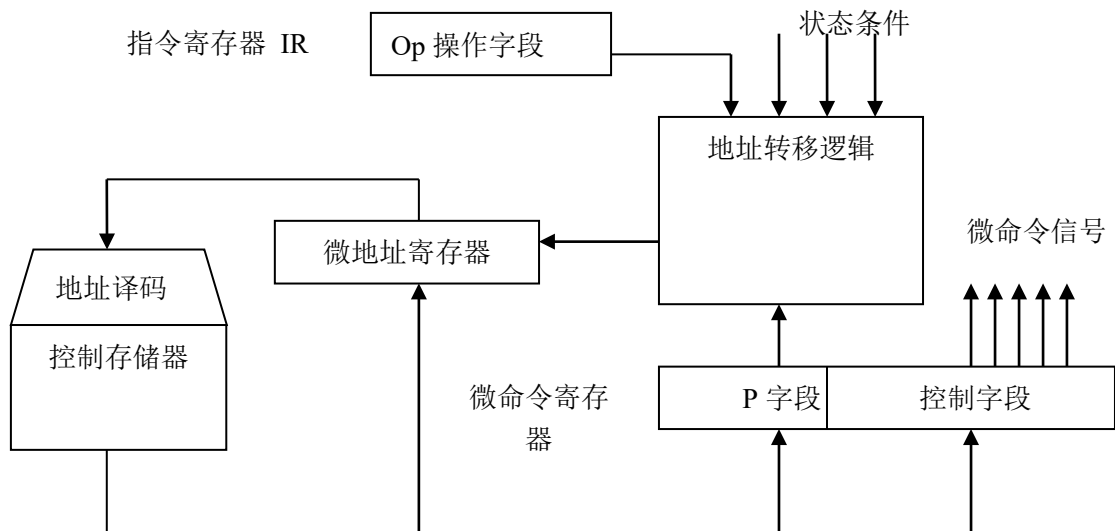 状态条件
指令寄存器 IR
Op 操作字段
地址转移逻辑
微地址寄存器
微命令信号
地址译码
控制存储器
微命令寄存
器
P 字段
控制字段